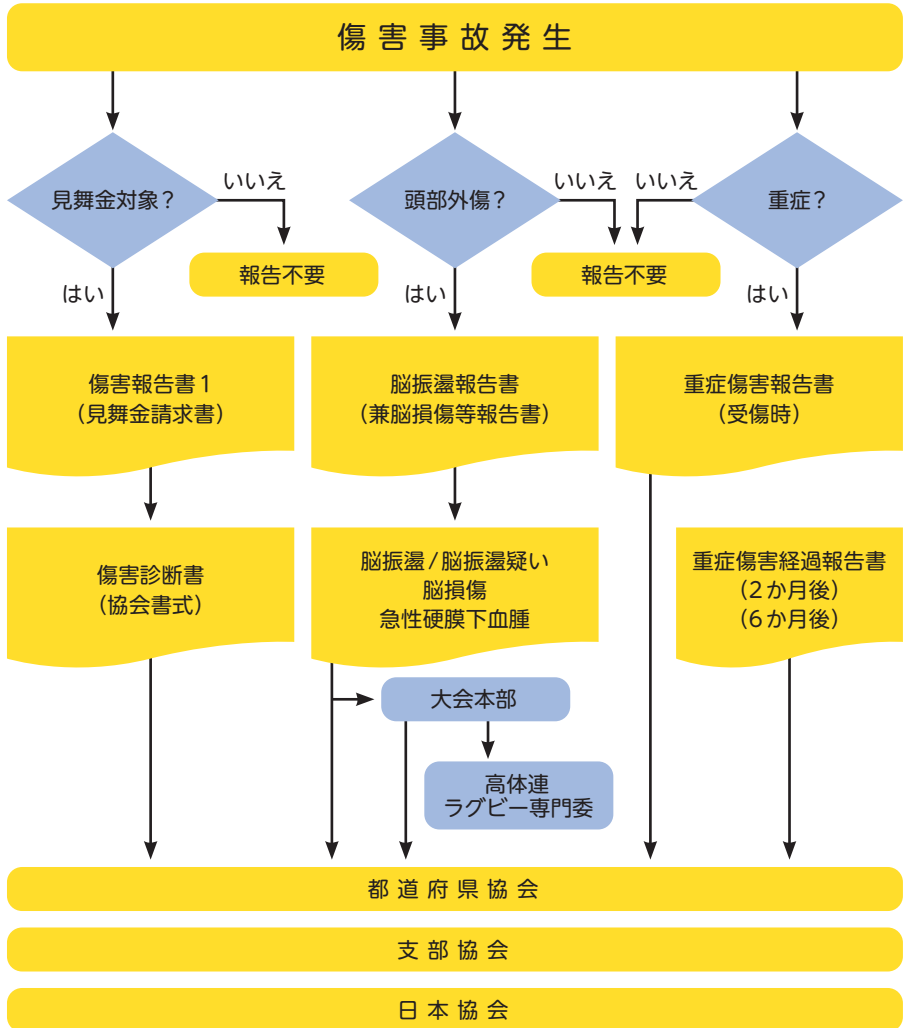 傷害事故発生
見舞金対象？
いいえ
報告不要
はい
頭部外傷？
いいえ
いいえ
報告不要
はい
重症？
はい
傷害報告書1
（見舞金請求書）
脳振盪報告書
（兼脳損傷等報告書）
重症傷害報告書
（受傷時）
傷害診断書
（協会書式）
脳振盪/脳振盪疑い
脳損傷
急性硬膜下血腫
重症傷害経過報告書
（2か月後）
（6か月後）
大会本部
高体連
ラグビー専門委
都道府県協会
支部協会
日本協会